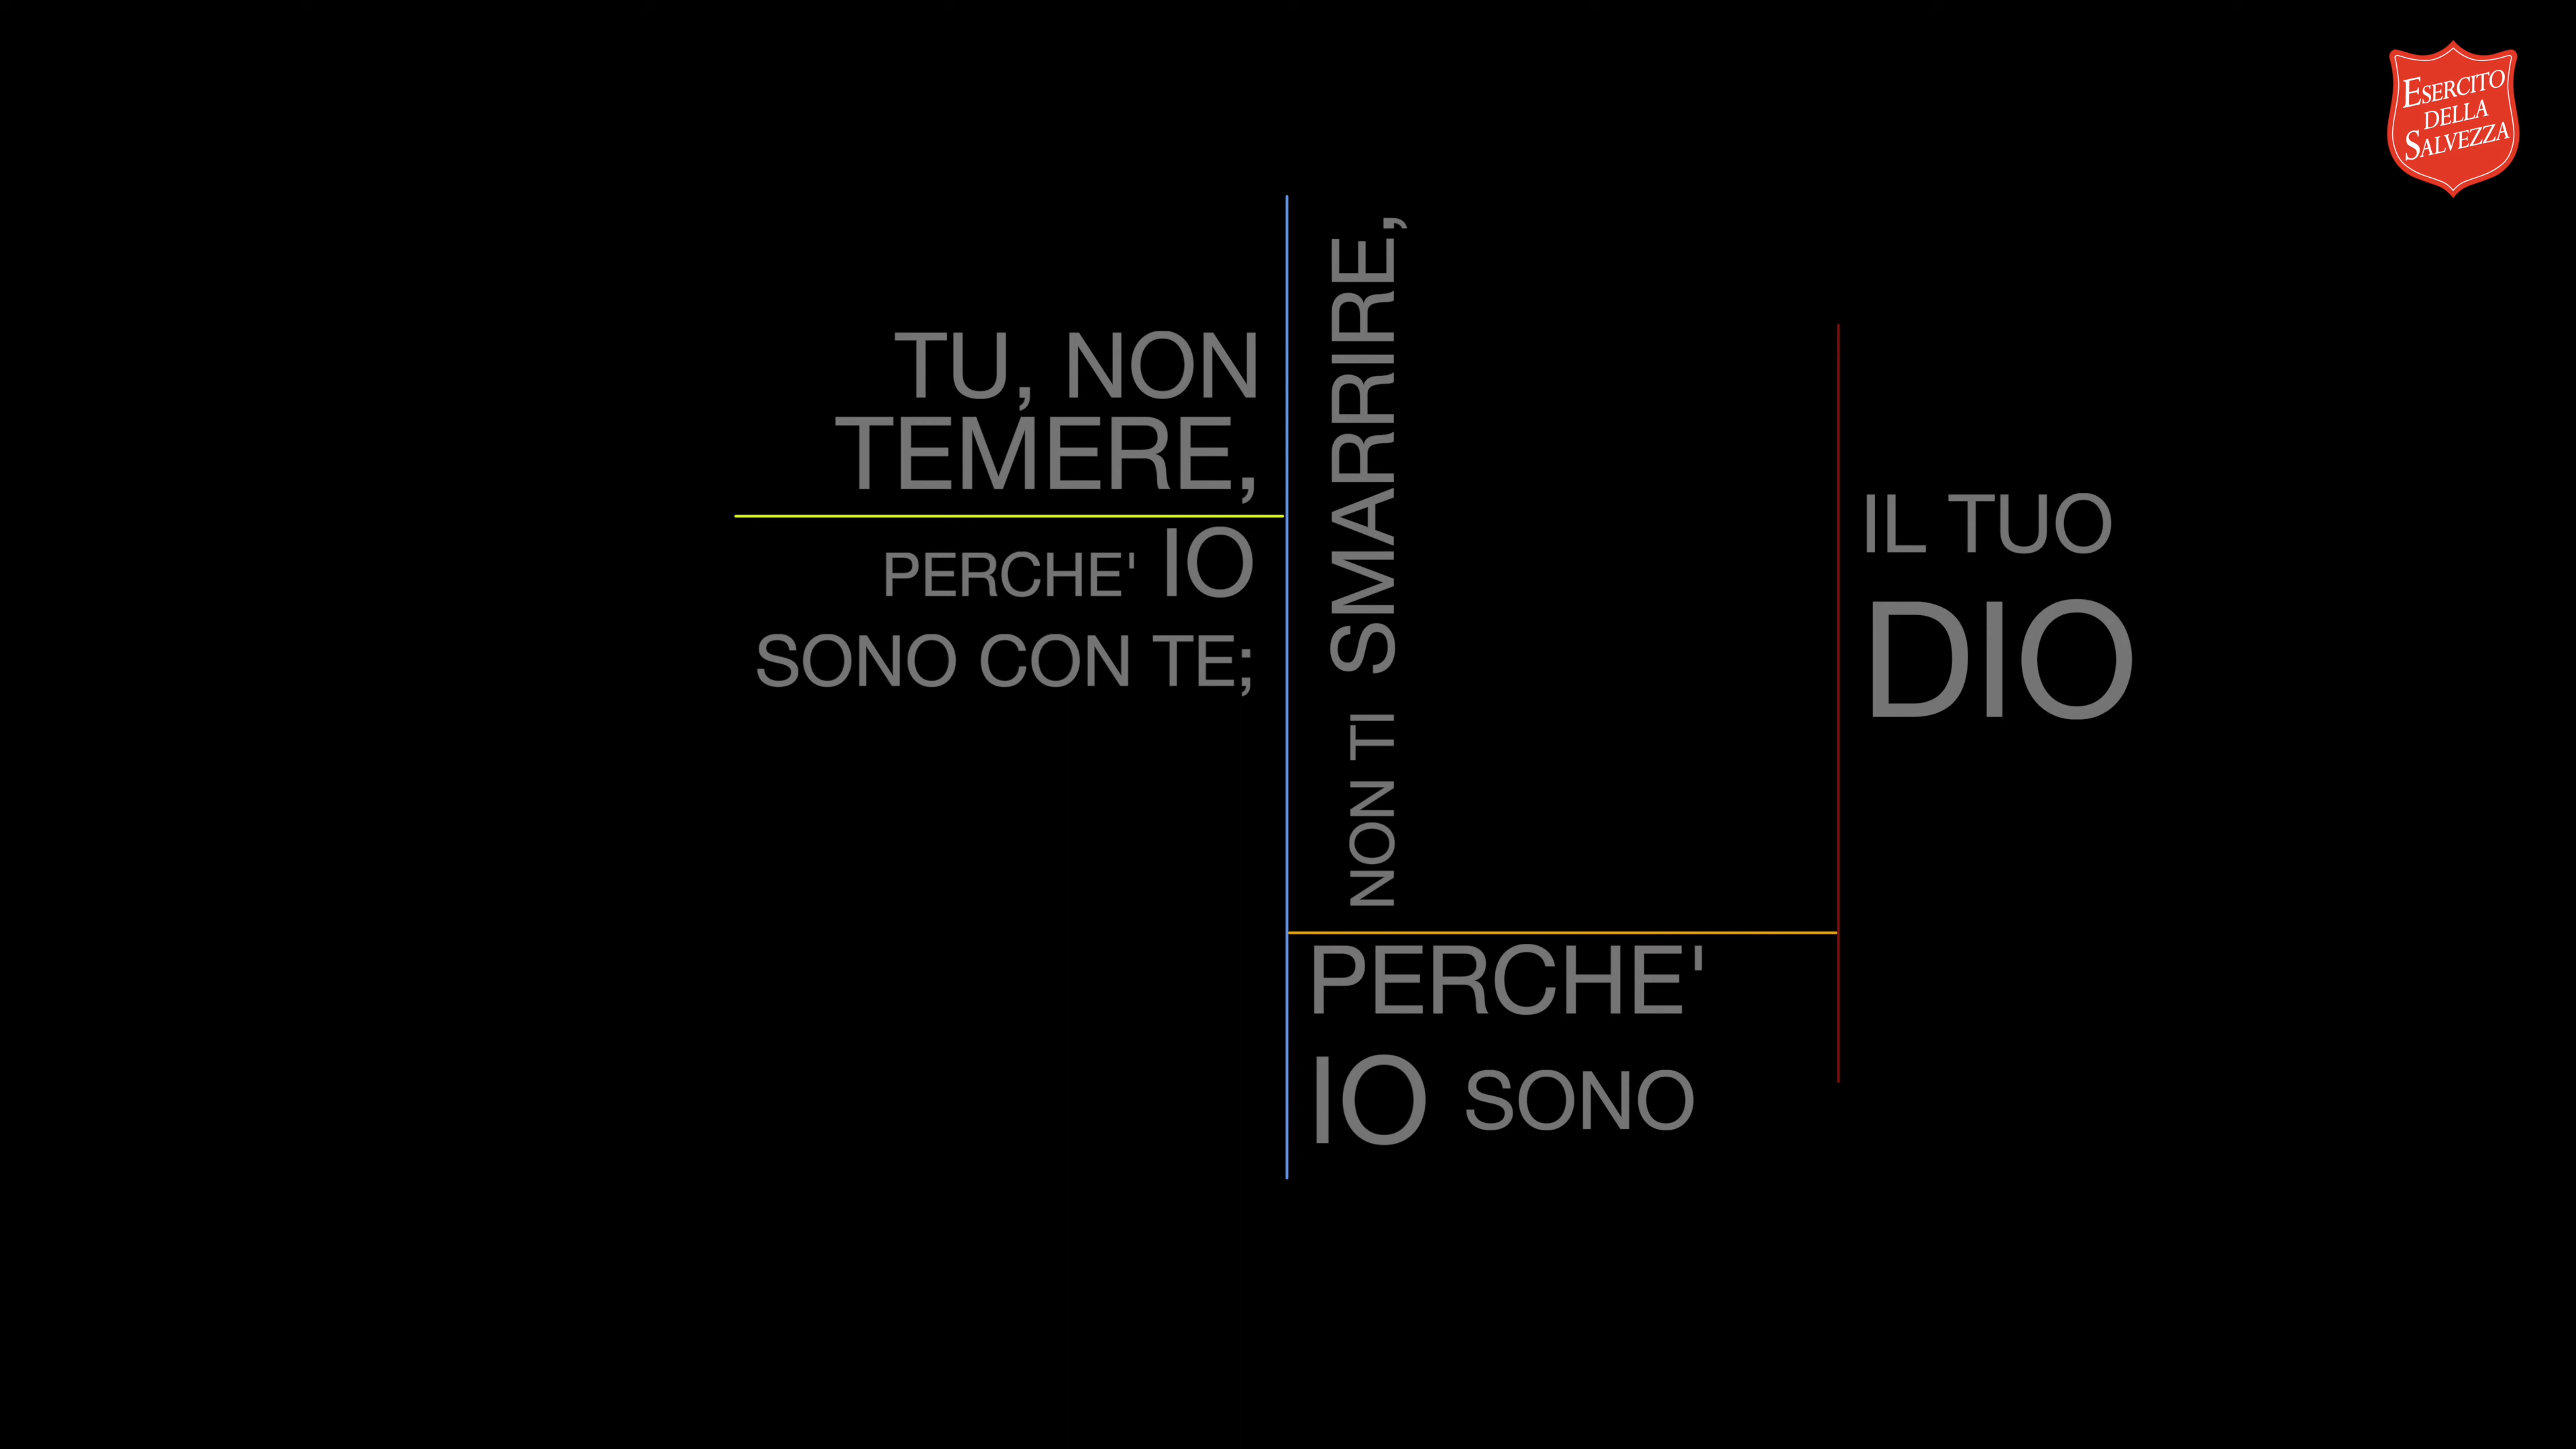 TU, NON
TEMERE,
PERCHE' IO
SONO CON TE;
NON TI SMARRIRE,
PERCHE'
IO SONO
IL TUO
DIO
ESERCITO
DELLA
SALVEZZA